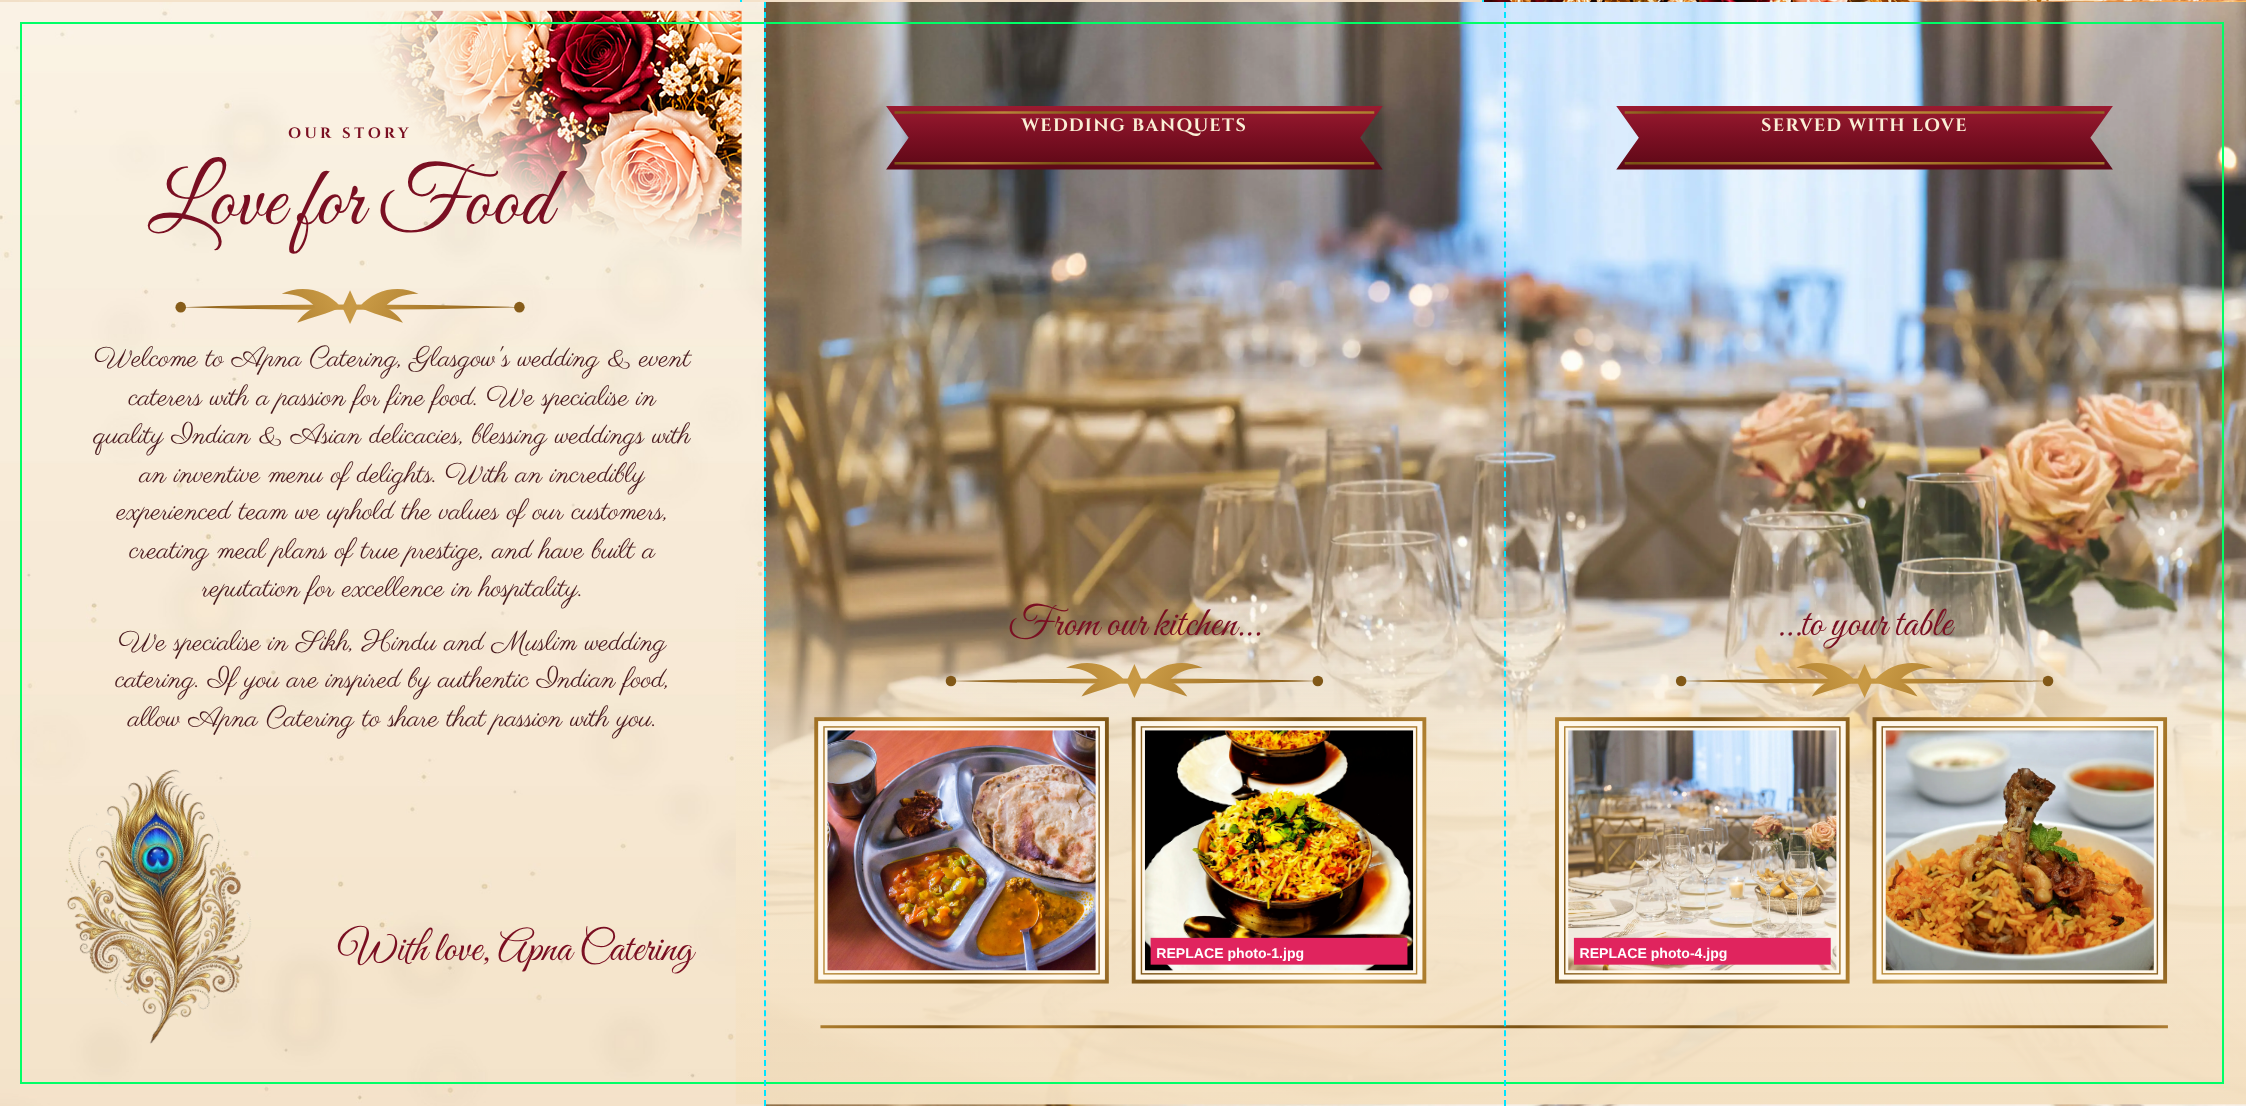 OUR STORY
Love for Food
Welcome to Apna Catering, Glasgow's wedding & event
caterers with a passion for fine food. We specialise in
quality Indian & Asian delicacies, blessing weddings with
an inventive menu of delights. With an incredibly
experienced team we uphold the values of our customers,
creating meal plans of true prestige, and have built a
reputation for excellence in hospitality.
We specialise in Sikh, Hindu and Muslim wedding
catering. If you are inspired by authentic Indian food,
allow Apna Catering to share that passion with you.
With love, Apna Catering
WEDDING BANQUETS
From our kitchen...
REPLACE photo-1.jpg
SERVED WITH LOVE
...to your table
REPLACE photo-4.jpg